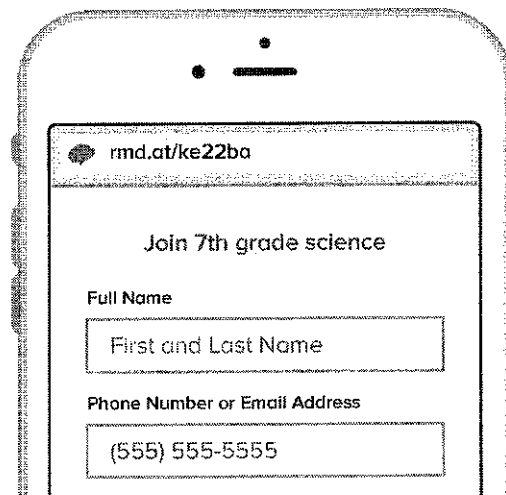 rmd.at/ke22ba
Join 7th grade science
Full Name
First and Last Name
Phone Number or Email Address
(555) 555-5555